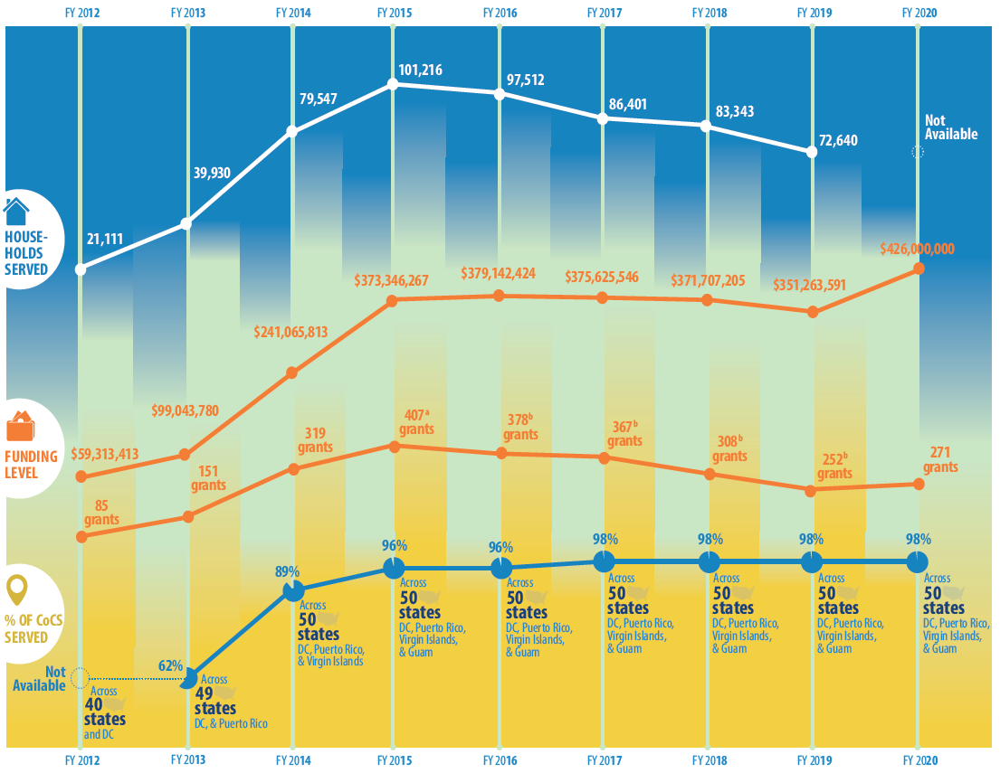 FY 2012
FY 2013
FY 2014
FY 2015
FY 2016
FY 2017
FY 2018
FY 2019
FY 2020
HOUSE-
HOLDS
SERVED
21,111
39,930
79,547
101,216
97,512
86,401
83,343
72,640
Not
Available
FUNDING
LEVEL
$59,313,413
$99,043,780
$241,065,813
$373,346,267
$379,142,424
$375,625,546
$371,707,205
$351,263,591
$426,000,000
85
grants
151
grants
319
grants
407ª
grants
378ᵇ
grants
367ᵇ
grants
308ᵇ
grants
252ᵇ
grants
271
grants
% OF CoCS
SERVED
Not
Available
Across
40
states
and DC
62%
Across
49
states
DC, & Puerto Rico
89%
Across
50
states
DC, Puerto Rico,
& Virgin Islands
96%
Across
50
states
DC, Puerto Rico,
Virgin Islands,
& Guam
96%
Across
50
states
DC, Puerto Rico,
Virgin Islands,
& Guam
98%
Across
50
states
DC, Puerto Rico,
Virgin Islands,
& Guam
98%
Across
50
states
DC, Puerto Rico,
Virgin Islands,
& Guam
98%
Across
50
states
DC, Puerto Rico,
Virgin Islands,
& Guam
98%
Across
50
states
DC, Puerto Rico,
Virgin Islands,
& Guam
FY 2012
FY 2013
FY 2014
FY 2015
FY 2016
FY 2017
FY 2018
FY 2019
FY 2020